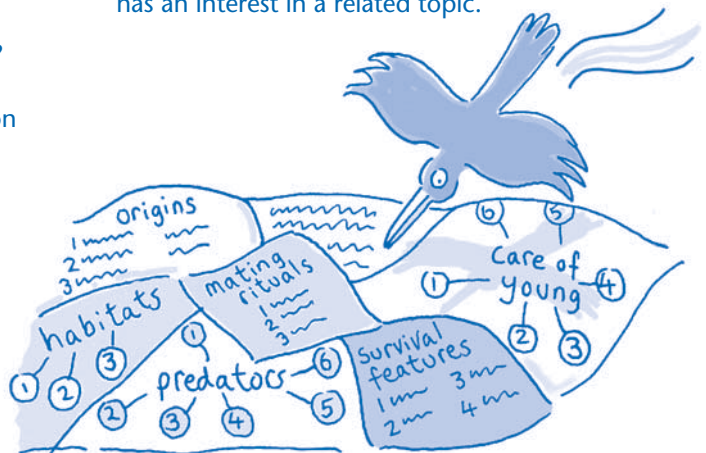 has an interest in a related topic.
,
on
origins
1
2
3
mating
rituals
1
2
3
habitats
1
2
3
predators
1
2
3
4
5
6
survival
features
1 3
2 4
care of
young
1
2
3
4
5
6